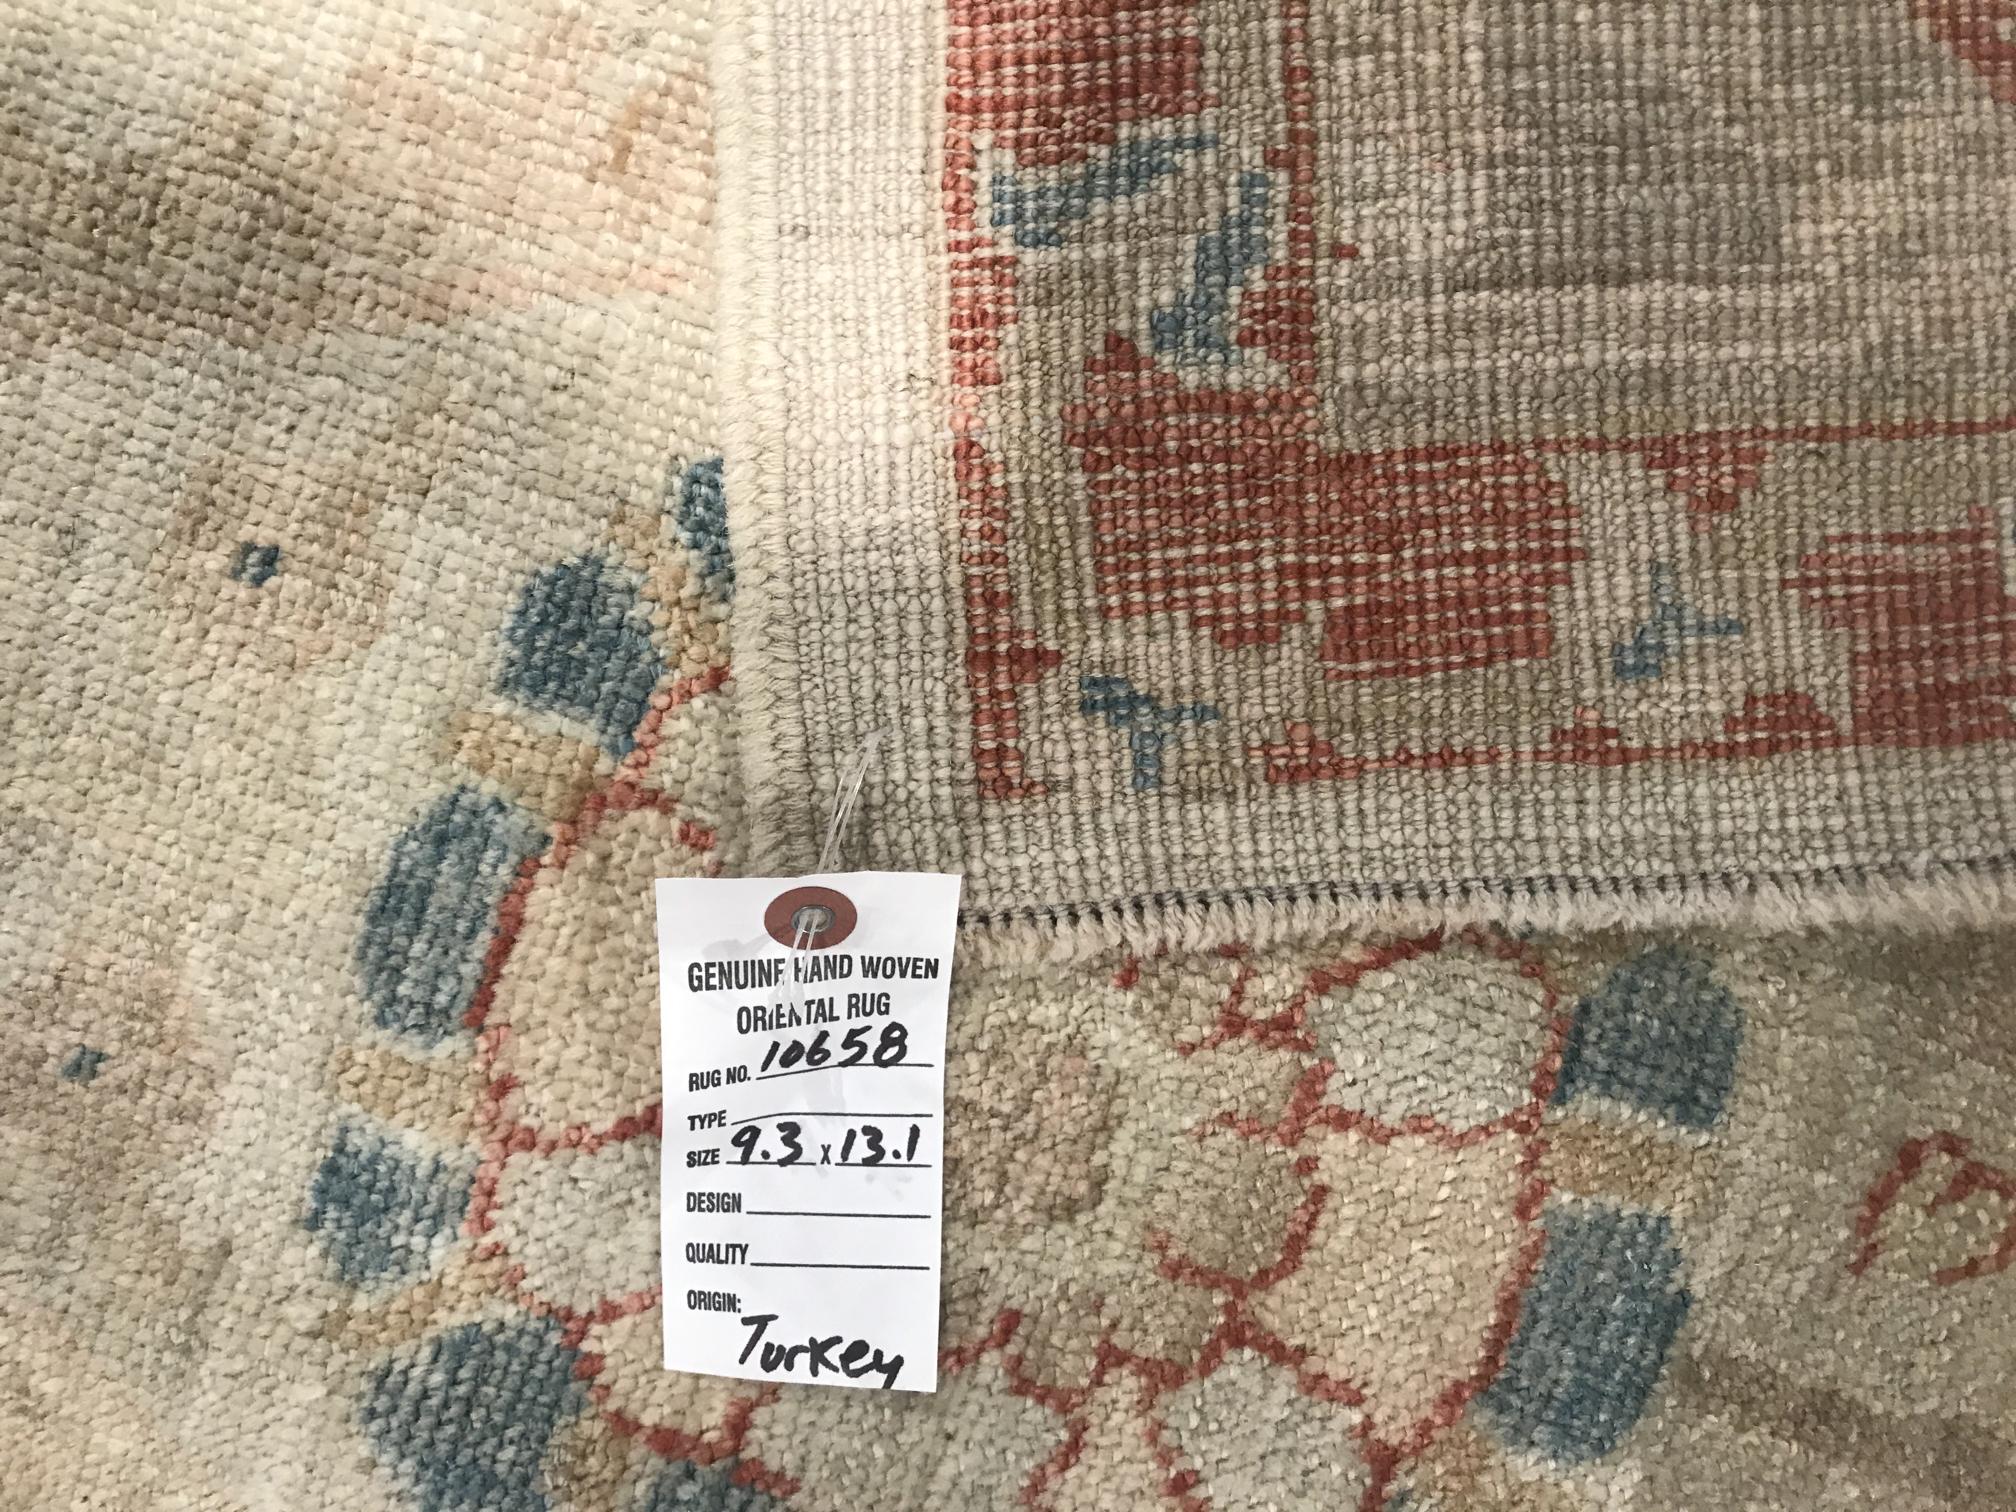 GENUINE HAND WOVEN
ORIENTAL RUG
RUG NO. 10658
TYPE
SIZE 9.3 x 13.1
DESIGN
QUALITY
ORIGIN:
Turkey